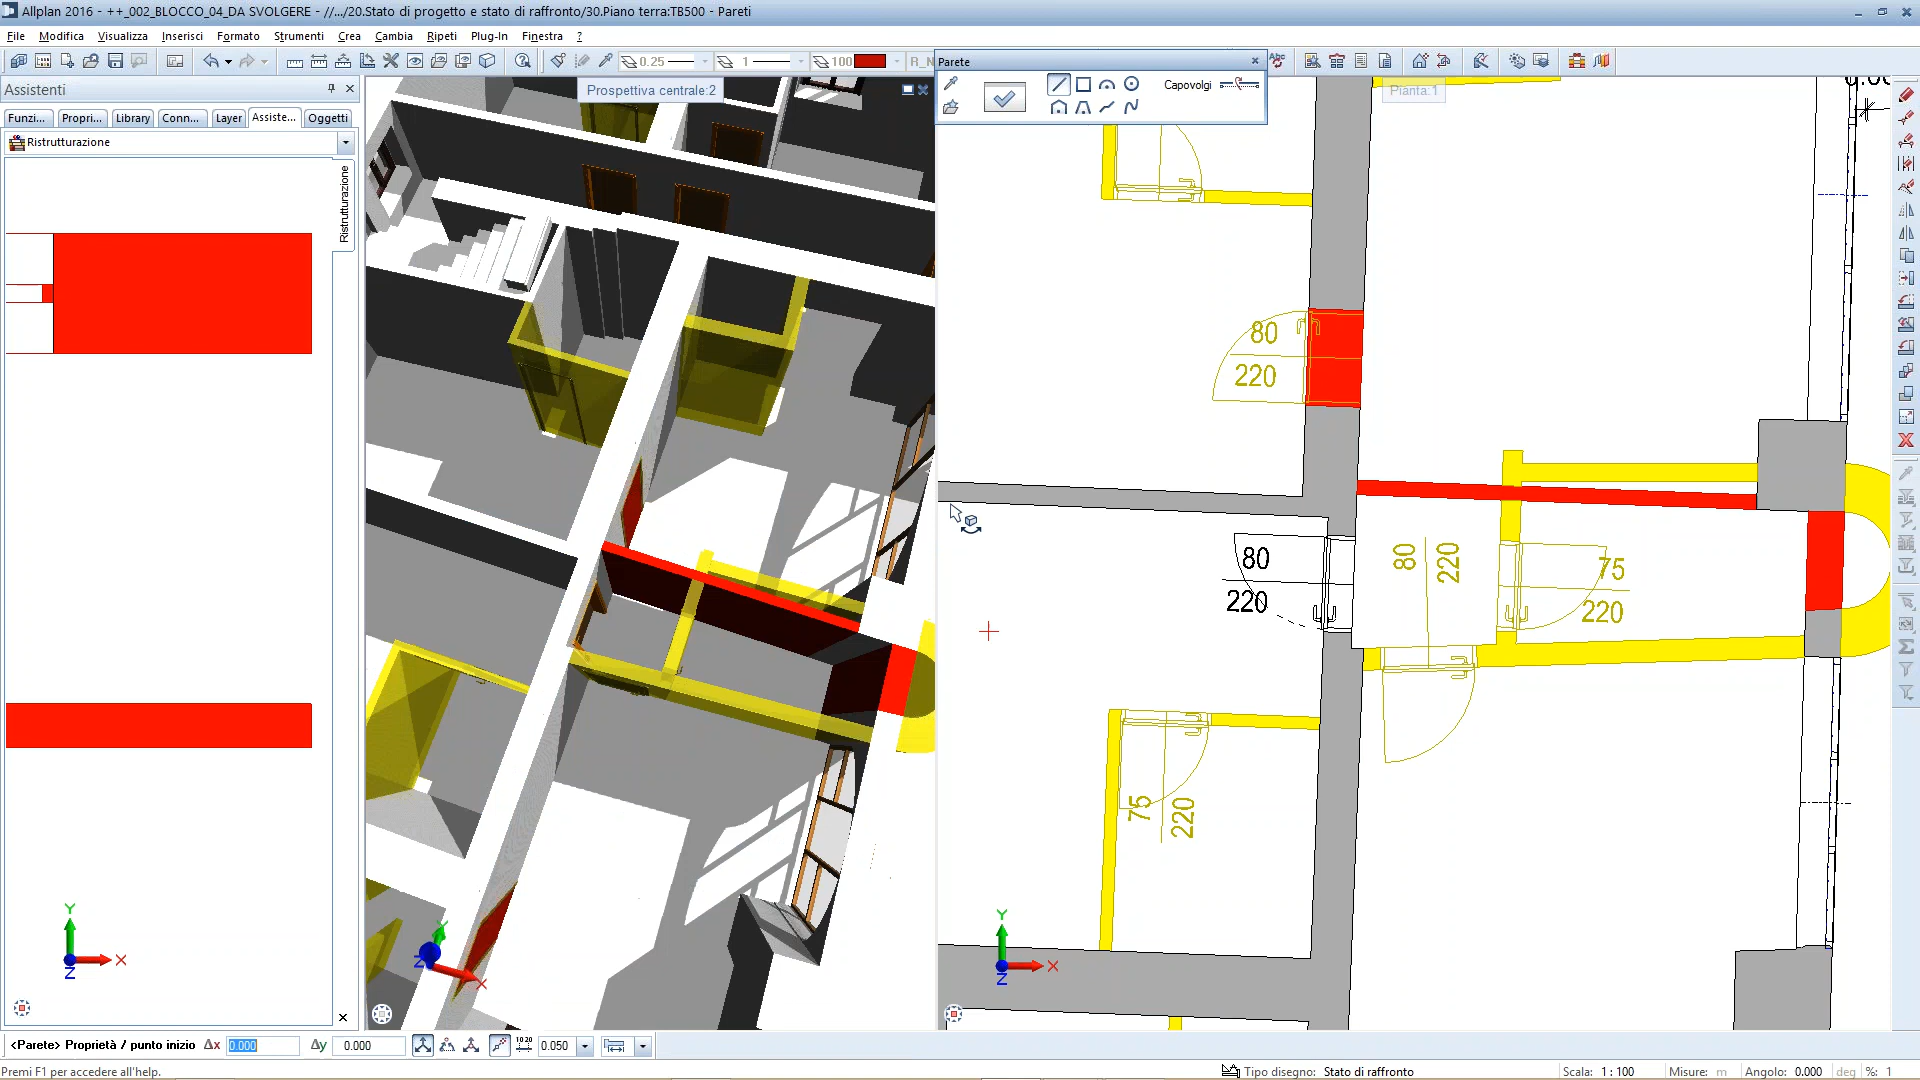 Allplan 2016 - ++_002_BLOCCO_04_DA SVOLGERE - //.../20.Stato di progetto e stato di raffronto/30.Piano terra:TB500 - Pareti
File Modifica Visualizza Inserisci Formato Strumenti Crea Cambia Ripeti Plug-In Finestra ?
0.25 1 100 R_N
Parete
Capovolgi
Assistenti
Funzi... Propri... Library Conn... Layer Assiste... Oggetti
Ristrutturazione
Ristrutturazione
Prospettiva centrale:2
Pianta:1
80
220
80
220
80
220
75
220
75
220
Y
X
Z
X
Z
Y
X
Z
<Parete> Proprietà / punto inizio Δx 0.000 Δy 0.000 1020 0.050
Premi F1 per accedere all'help.
Tipo disegno: Stato di raffronto Scala: 1 : 100 Misure: m Angolo: 0.000 deg %: 1